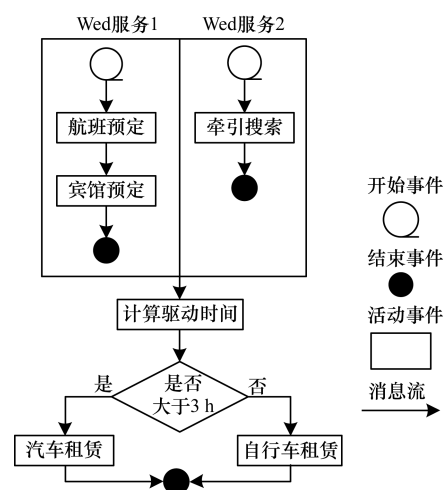 Wed服务1
Wed服务2
航班预定
牵引搜索
宾馆预定
计算驱动时间
是
是否
大于3 h
否
汽车租赁
自行车租赁
开始事件
结束事件
活动事件
消息流